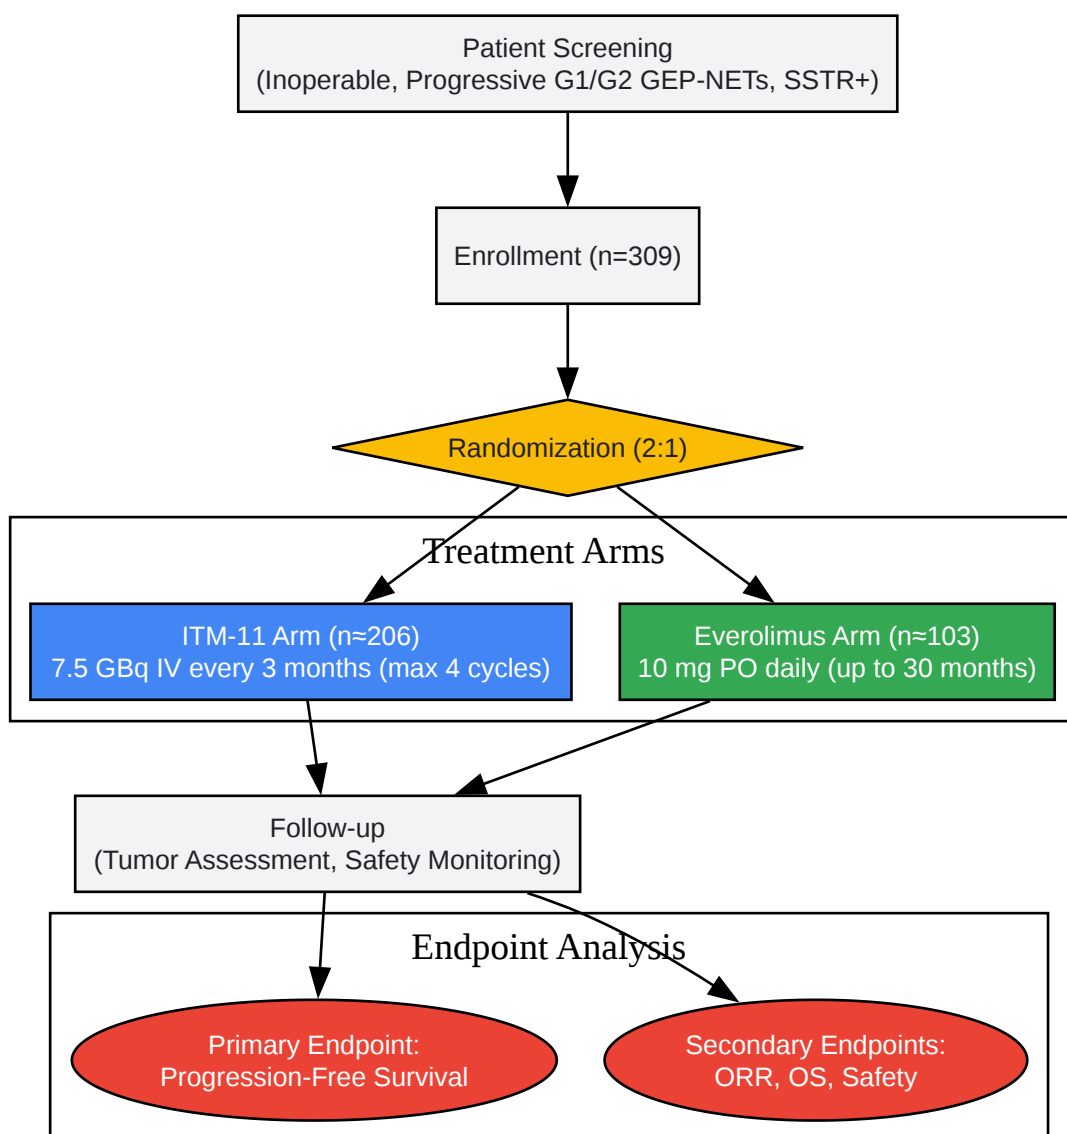 Patient Screening
(Inoperable, Progressive G1/G2 GEP-NETs, SSTR+)
Enrollment (n=309)
Randomization (2:1)
Treatment Arms
ITM-11 Arm (n≈206)
7.5 GBq IV every 3 months (max 4 cycles)
Everolimus Arm (n≈103)
10 mg PO daily (up to 30 months)
Follow-up
(Tumor Assessment, Safety Monitoring)
Endpoint Analysis
Primary Endpoint:
Progression-Free Survival
Secondary Endpoints:
ORR, OS, Safety